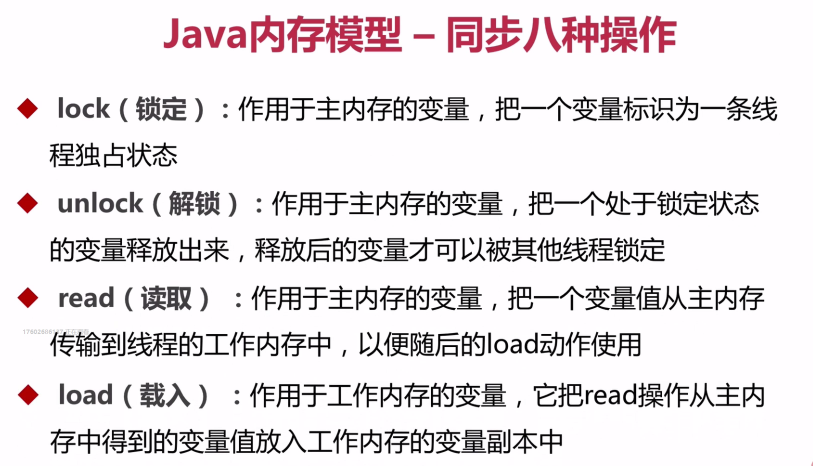 Java内存模型 – 同步八种操作
lock（锁定）：作用于主内存的变量，把一个变量标识为一条线
程独占状态
unlock（解锁）：作用于主内存的变量，把一个处于锁定状态
的变量释放出来，释放后的变量才可以被其他线程锁定
read（读取）：作用于主内存的变量，把一个变量值从主内存
传输到线程的工作内存中，以便随后的load动作使用
load（载入）：作用于工作内存的变量，它把read操作从主内
存中得到的变量值放入工作内存的变量副本中